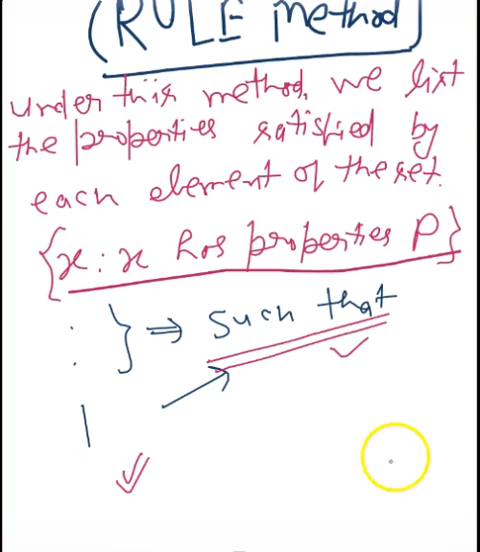 (RULE method)
under this method, we list
the properties satisfied by
each element of the set.
{x : x has properties P}
: } ⇒ such that
|